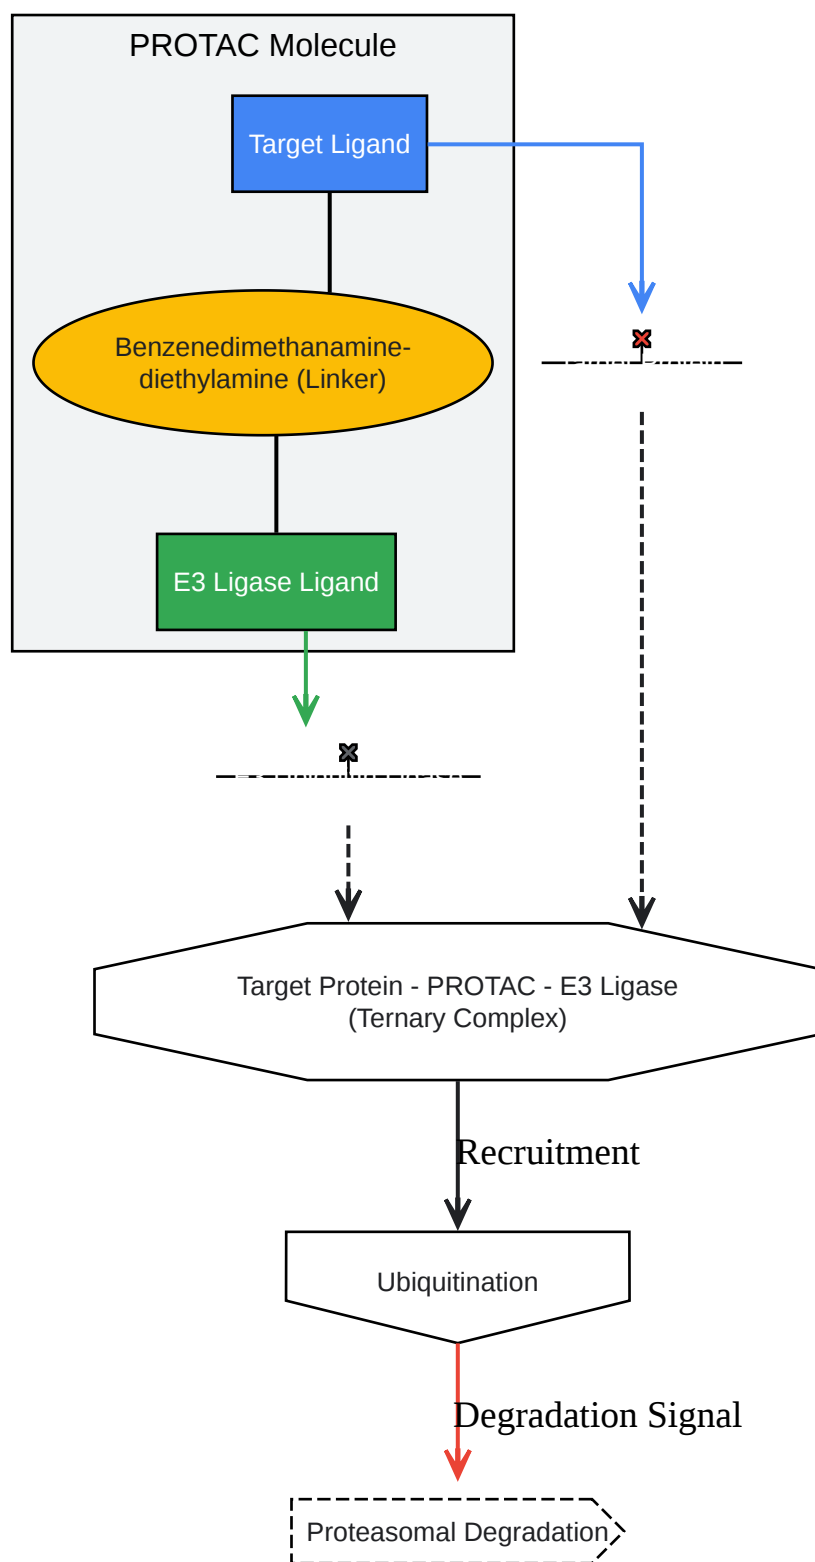 PROTAC Molecule
Target Ligand
Benzenedimethanamine-
diethylamine (Linker)
E3 Ligase Ligand
Target Protein - PROTAC - E3 Ligase
(Ternary Complex)
Recruitment
Ubiquitination
Degradation Signal
Proteasomal Degradation